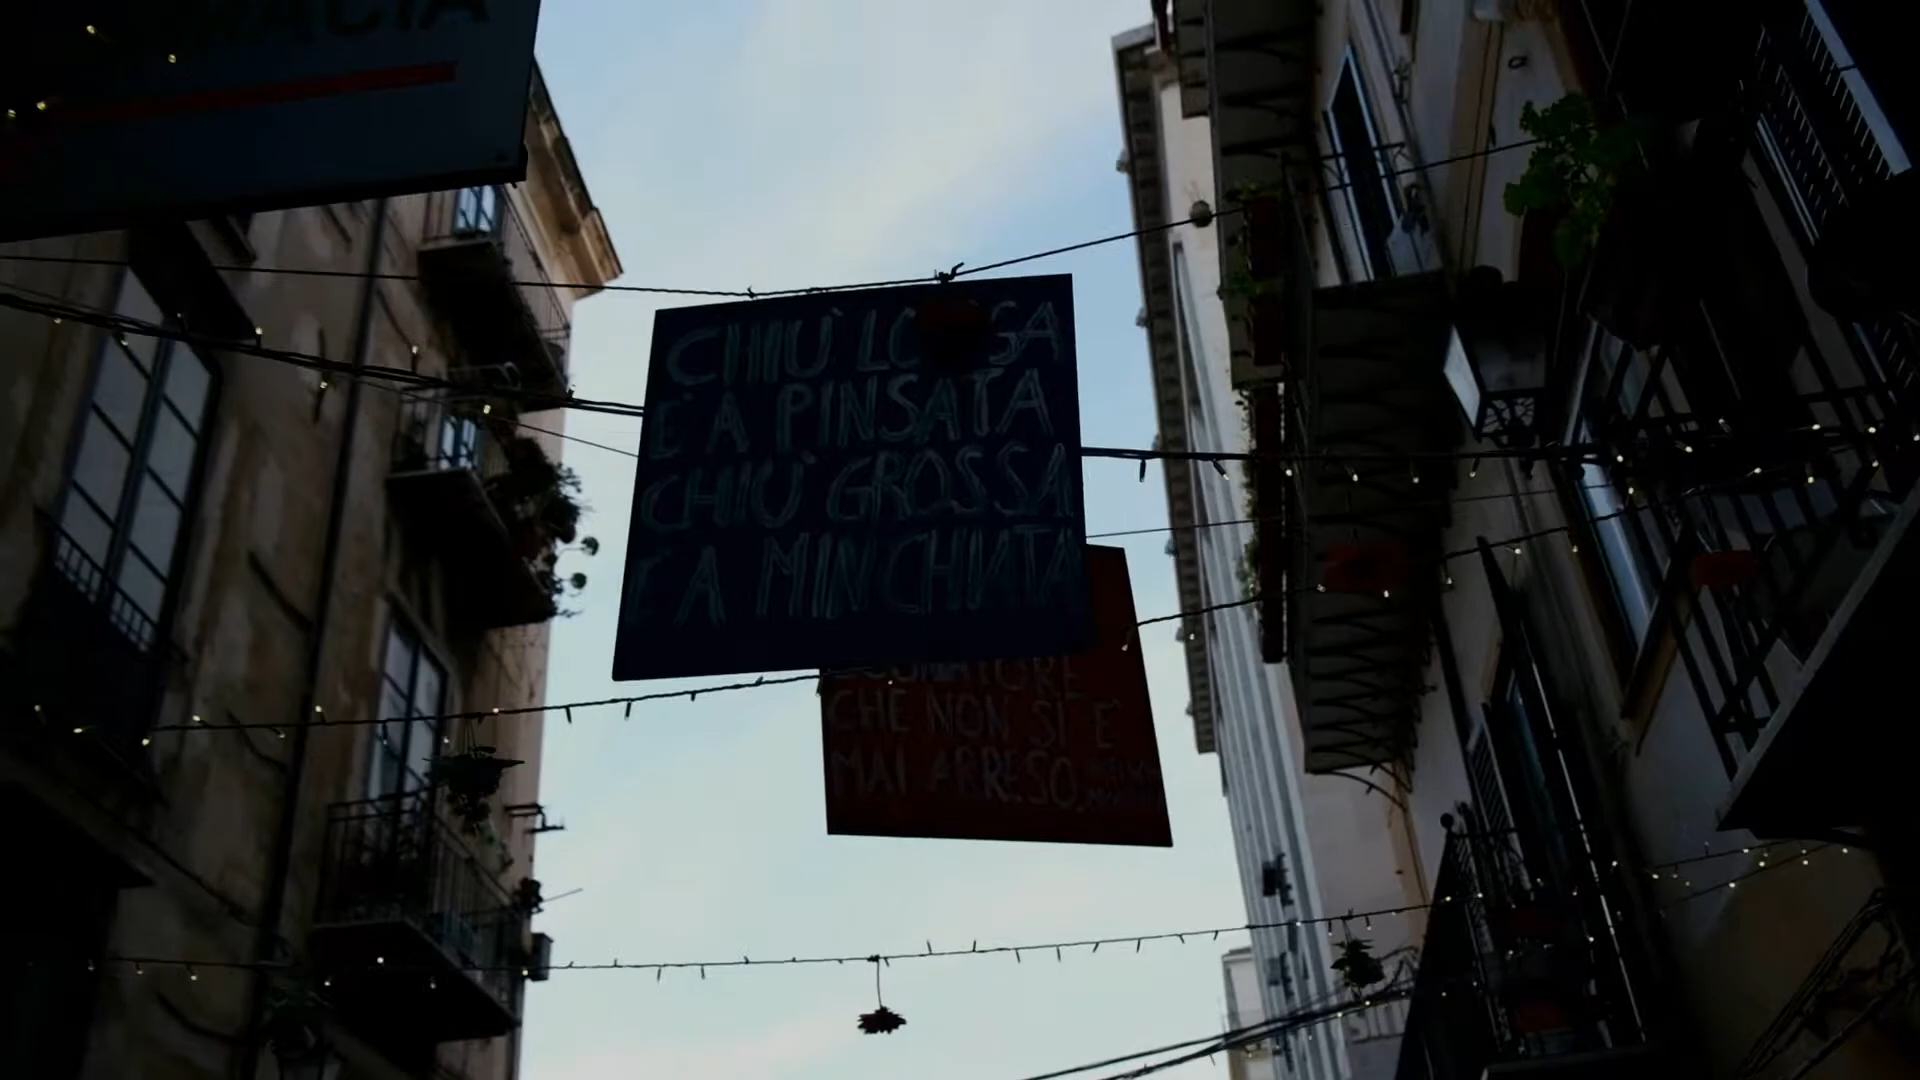 CHIÙ LONGA
È A PINSATA
CHIÙ GROSSA
È A MINCHIATA
CHE NON SI È
MAI ARRESO.